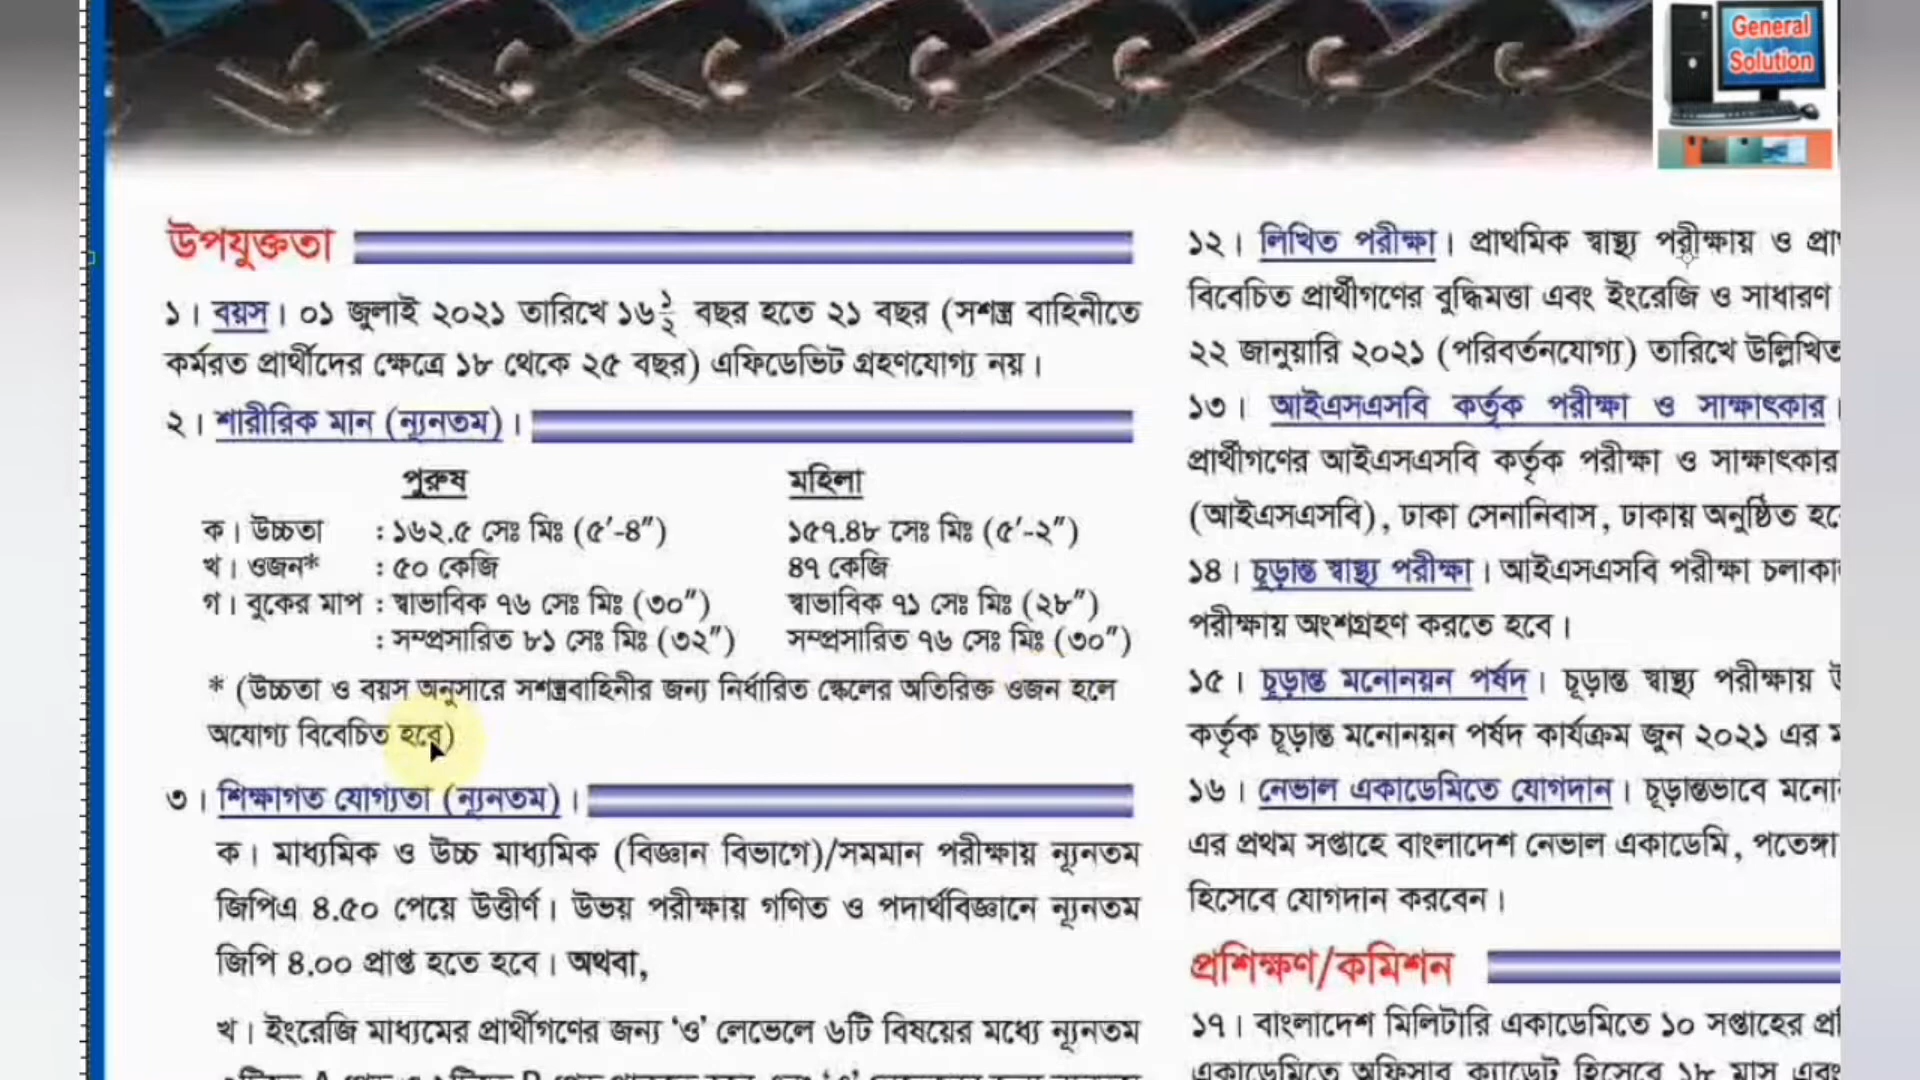 General
Solution
উপযুক্ততা
১। বয়স। ০১ জুলাই ২০২১ তারিখে ১৬ ১/২ বছর হতে ২১ বছর (সশস্ত্র বাহিনীতে
কর্মরত প্রার্থীদের ক্ষেত্রে ১৮ থেকে ২৫ বছর) এফিডেভিট গ্রহণযোগ্য নয়।
২। শারীরিক মান (ন্যূনতম)।
পুরুষ মহিলা
ক। উচ্চতা : ১৬২.৫ সেঃ মিঃ (৫′-৪″) ১৫৭.৪৮ সেঃ মিঃ (৫′-২″)
খ। ওজন* : ৫০ কেজি ৪৭ কেজি
গ। বুকের মাপ : স্বাভাবিক ৭৬ সেঃ মিঃ (৩০″) স্বাভাবিক ৭১ সেঃ মিঃ (২৮″)
: সম্প্রসারিত ৮১ সেঃ মিঃ (৩২″) সম্প্রসারিত ৭৬ সেঃ মিঃ (৩০″)
* (উচ্চতা ও বয়স অনুসারে সশস্ত্রবাহিনীর জন্য নির্ধারিত স্কেলের অতিরিক্ত ওজন হলে
অযোগ্য বিবেচিত হবে)
৩। শিক্ষাগত যোগ্যতা (ন্যূনতম)।
ক। মাধ্যমিক ও উচ্চ মাধ্যমিক (বিজ্ঞান বিভাগে)/সমমান পরীক্ষায় ন্যূনতম
জিপিএ ৪.৫০ পেয়ে উত্তীর্ণ। উভয় পরীক্ষায় গণিত ও পদার্থবিজ্ঞানে ন্যূনতম
জিপি ৪.০০ প্রাপ্ত হতে হবে। অথবা,
খ। ইংরেজি মাধ্যমের প্রার্থীগণের জন্য ‘ও’ লেভেলে ৬টি বিষয়ের মধ্যে ন্যূনতম
১২। লিখিত পরীক্ষা। প্রাথমিক স্বাস্থ্য পরীক্ষায় ও
বিবেচিত প্রার্থীগণের বুদ্ধিমত্তা এবং ইংরেজি ও সাধারণ
২২ জানুয়ারি ২০২১ (পরিবর্তনযোগ্য) তারিখে উল্লিখিত
১৩। আইএসএসবি কর্তৃক পরীক্ষা ও সাক্ষাৎকার।
প্রার্থীগণের আইএসএসবি কর্তৃক পরীক্ষা ও সাক্ষাৎকার
(আইএসএসবি), ঢাকা সেনানিবাস, ঢাকায় অনুষ্ঠিত
১৪। চূড়ান্ত স্বাস্থ্য পরীক্ষা। আইএসএসবি পরীক্ষা
পরীক্ষায় অংশগ্রহণ করতে হবে।
১৫। চূড়ান্ত মনোনয়ন পর্ষদ। চূড়ান্ত স্বাস্থ্য পরীক্ষায়
কর্তৃক চূড়ান্ত মনোনয়ন পর্ষদ কার্যক্রম জুন ২০২১ এর
১৬। নেভাল একাডেমিতে যোগদান। চূড়ান্তভাবে
এর প্রথম সপ্তাহে বাংলাদেশ নেভাল একাডেমি, পতেঙ্গা
হিসেবে যোগদান করবেন।
প্রশিক্ষণ/কমিশন
১৭। বাংলাদেশ মিলিটারি একাডেমিতে ১০ সপ্তাহের
একাডেমিতে অফিসার ক্যাডেট হিসেবে ১৮ মাস এবং